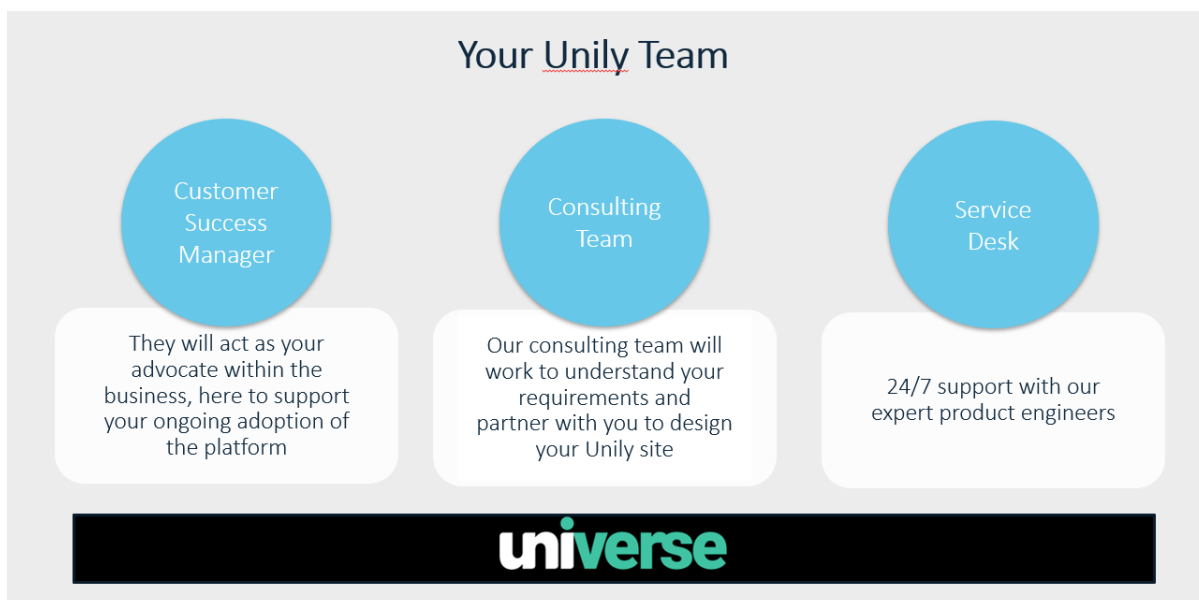 Your Unily Team
Customer
Success
Manager
They will act as your
advocate within the
business, here to support
your ongoing adoption of
the platform
Consulting
Team
Our consulting team will
work to understand your
requirements and
partner with you to design
your Unily site
Service
Desk
24/7 support with our
expert product engineers
universe